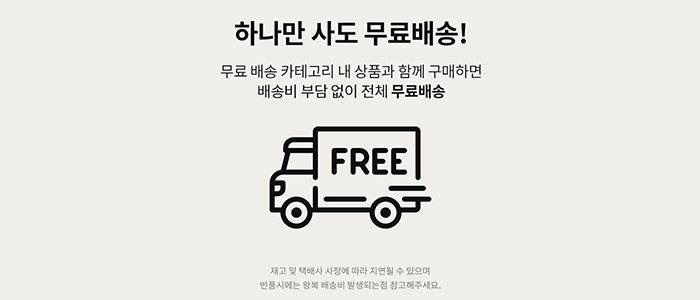 하나만 사도 무료배송!
무료 배송 카테고리 내 상품과 함께 구매하면
배송비 부담 없이 전체 무료배송
FREE
재고 및 택배사 사정에 따라 지연될 수 있으며
반품시에는 왕복 배송비 발생되는점 참고해주세요.